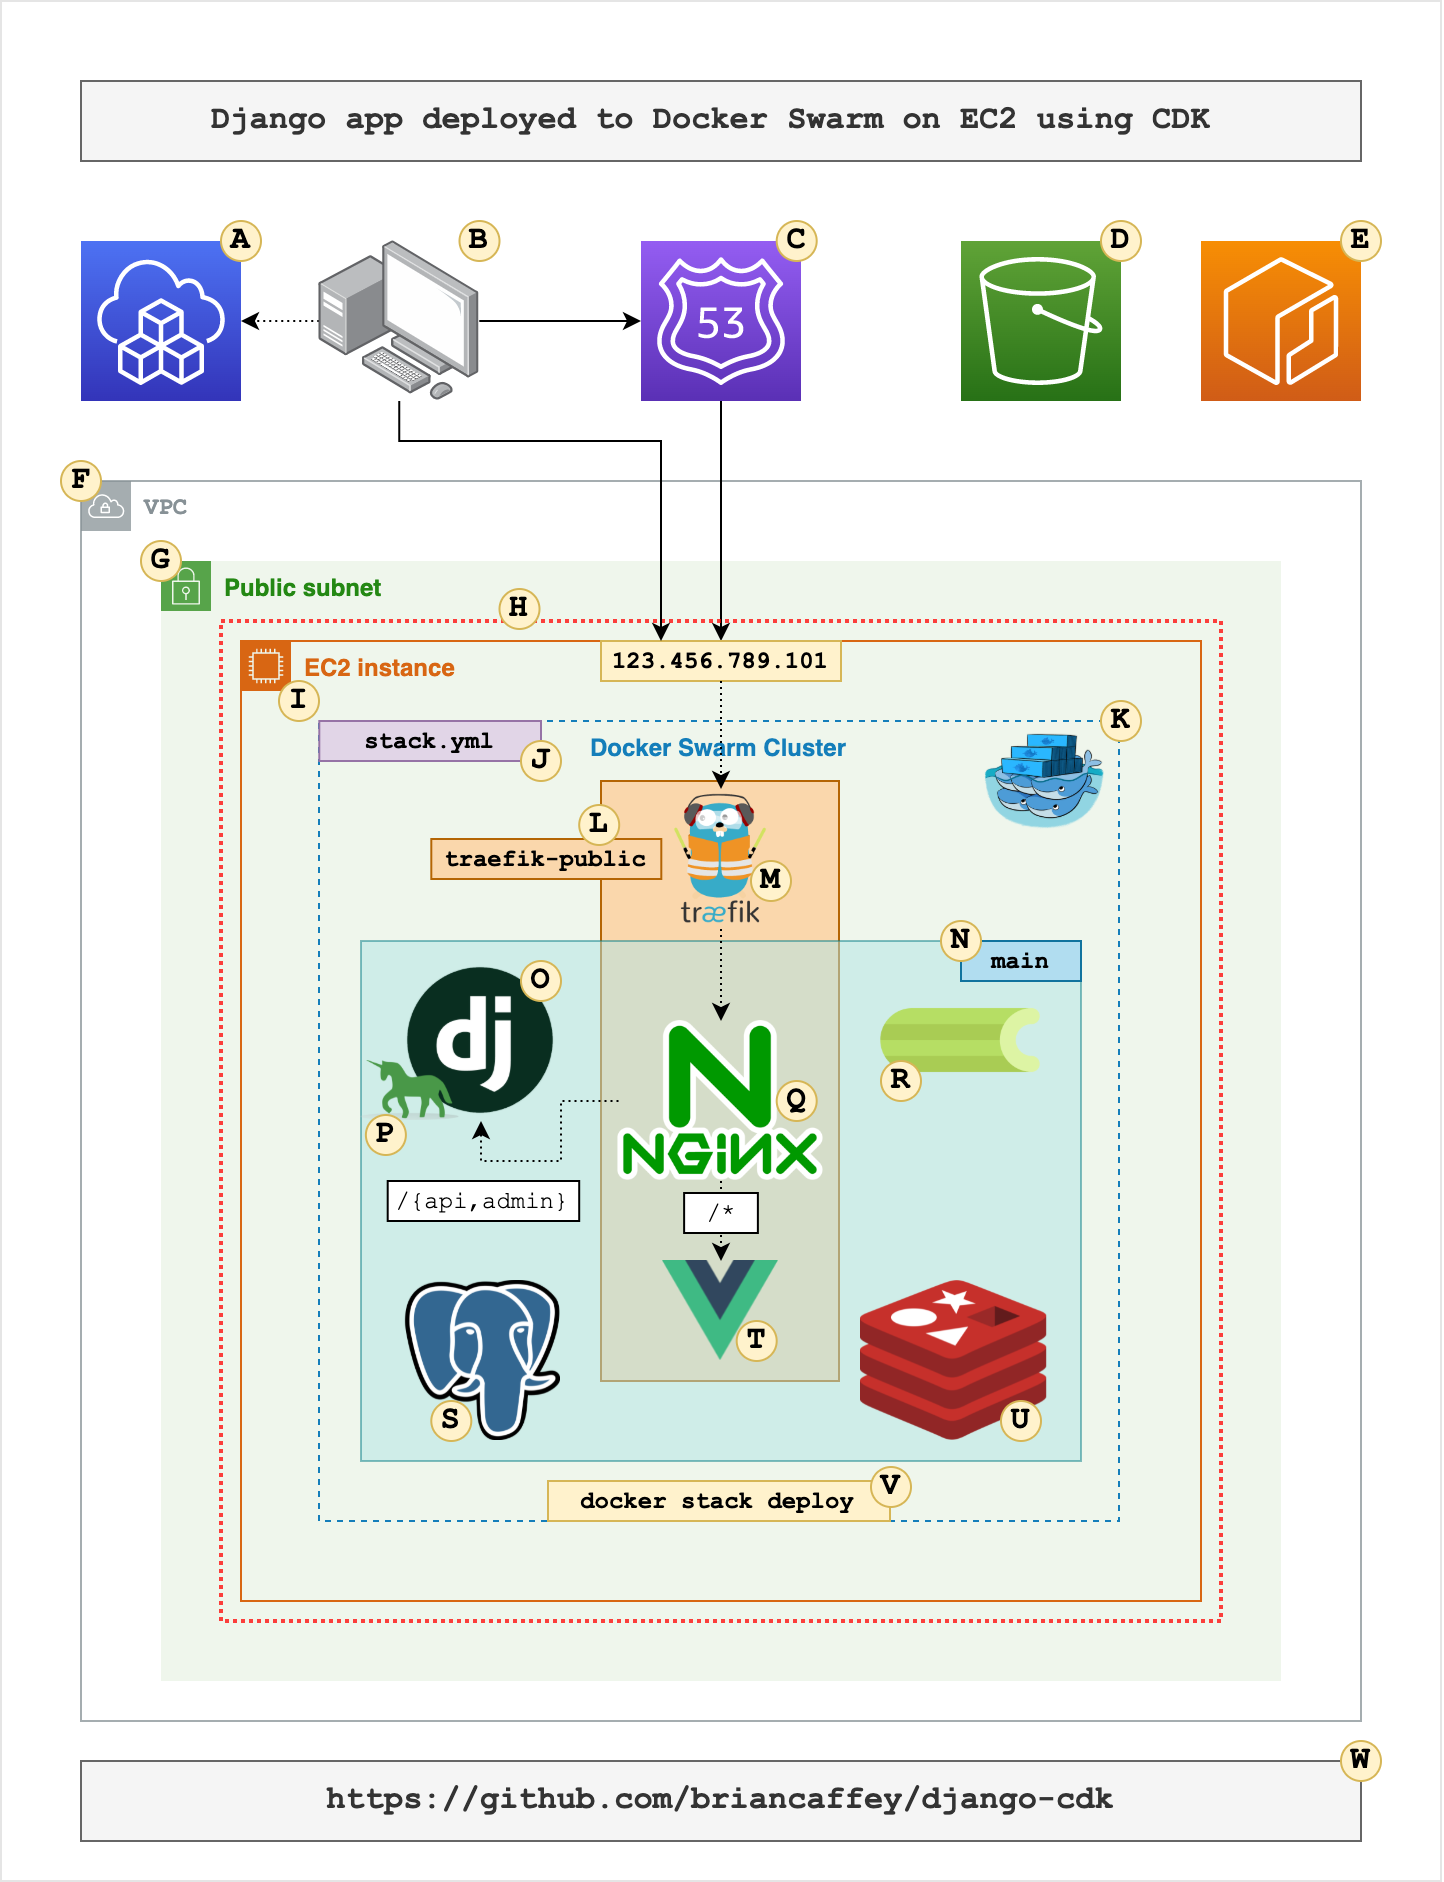 Django app deployed to Docker Swarm on EC2 using CDK
A
B
C
D
E
53
F
VPC
G
Public subnet
H
123.456.789.101
EC2 instance
I
stack.yml
J
Docker Swarm Cluster
K
L
traefik-public
M
træfik
N
main
O
dj
P
Q
NGiNX
R
/{api,admin}
/*
T
S
U
V
docker stack deploy
W
https://github.com/briancaffey/django-cdk